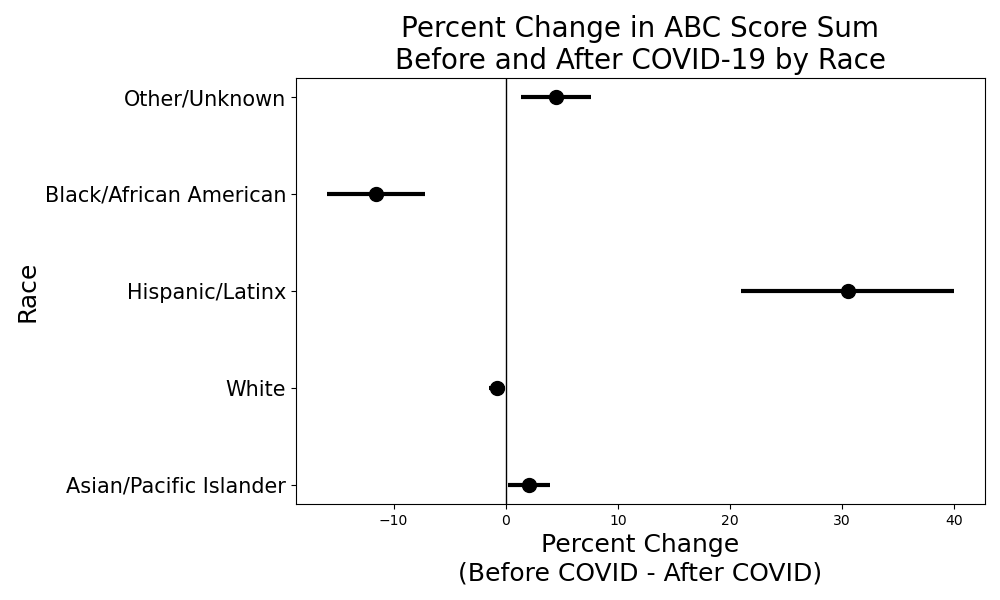 Percent Change in ABC Score Sum
Before and After COVID-19 by Race
Other/Unknown
Black/African American
Hispanic/Latinx
White
Asian/Pacific Islander
Race
−10 0 10 20 30 40
Percent Change
(Before COVID - After COVID)